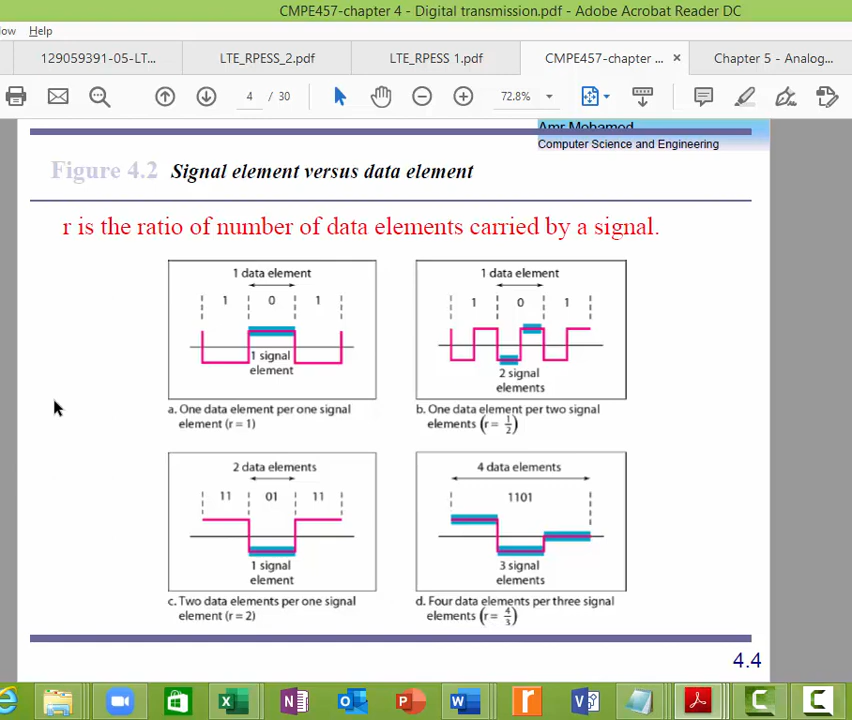 CMPE457-chapter 4 - Digital transmission.pdf - Adobe Acrobat Reader DC
ow Help
129059391-05-LT... LTE_RPESS_2.pdf LTE_RPESS 1.pdf CMPE457-chapter ... × Chapter 5 - Analog...
4 / 30 72.8%
Amr Mohamed
Computer Science and Engineering
Figure 4.2 Signal element versus data element
r is the ratio of number of data elements carried by a signal.
1 data element
1 0 1
1 signal
element
a. One data element per one signal
element (r = 1)
1 data element
1 0 1
2 signal
elements
b. One data element per two signal
elements (r = 1/2)
2 data elements
11 01 11
1 signal
element
c. Two data elements per one signal
element (r = 2)
4 data elements
1101
3 signal
elements
d. Four data elements per three signal
elements (r = 4/3)
4.4